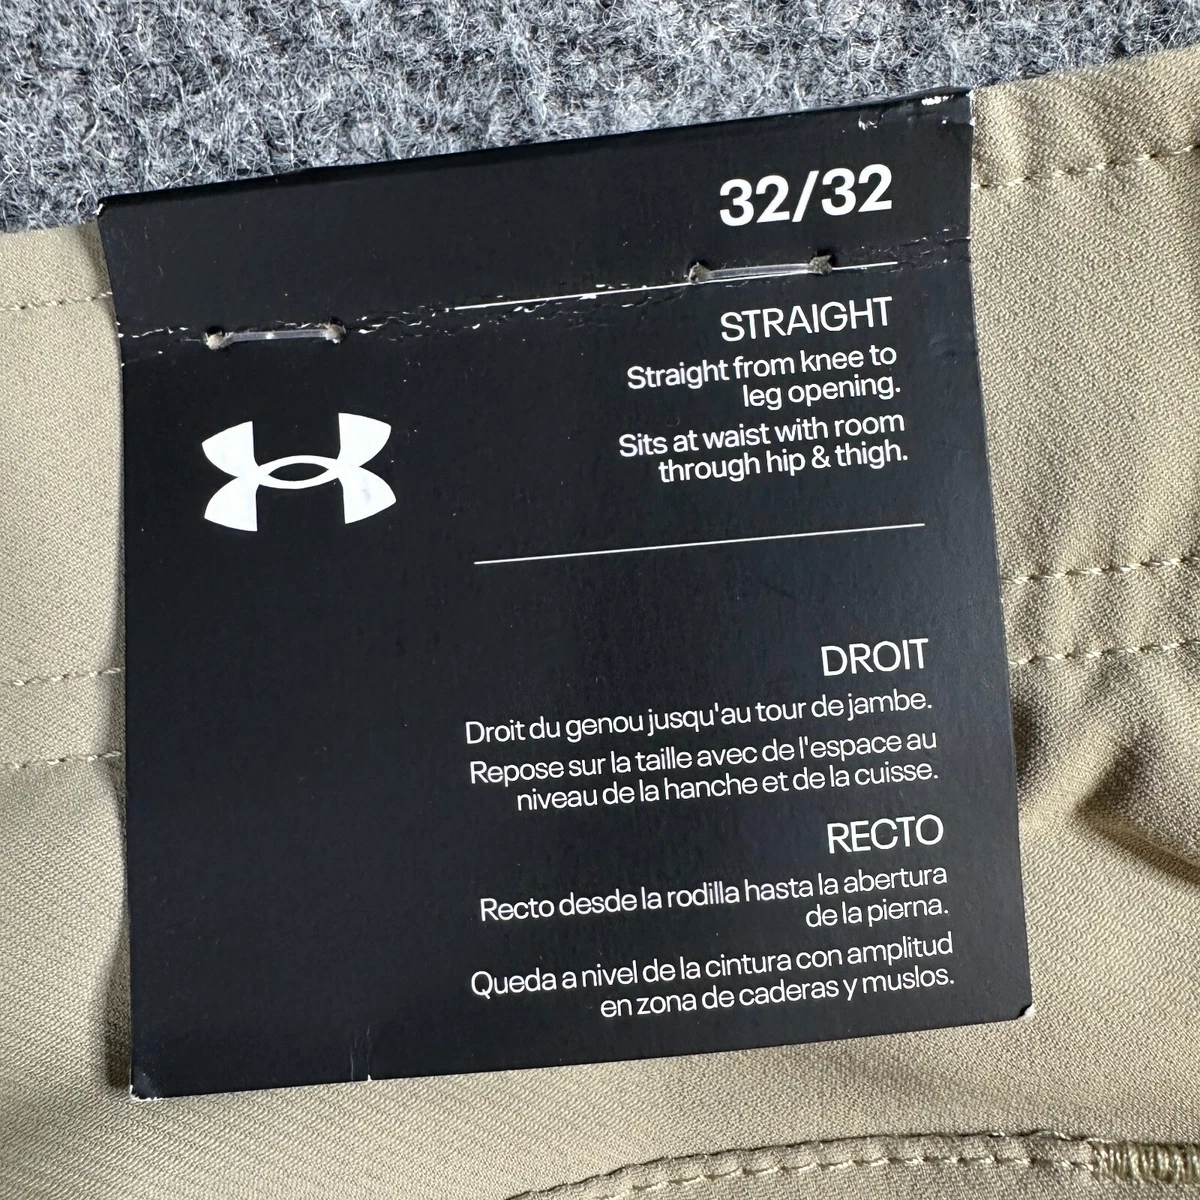 32/32
STRAIGHT
Straight from knee to
leg opening.
Sits at waist with room
through hip & thigh.
DROIT
Droit du genou jusqu'au tour de jambe.
Repose sur la taille avec de l'espace au
niveau de la hanche et de la cuisse.
RECTO
Recto desde la rodilla hasta la abertura
de la pierna.
Queda a nivel de la cintura con amplitud
en zona de caderas y muslos.